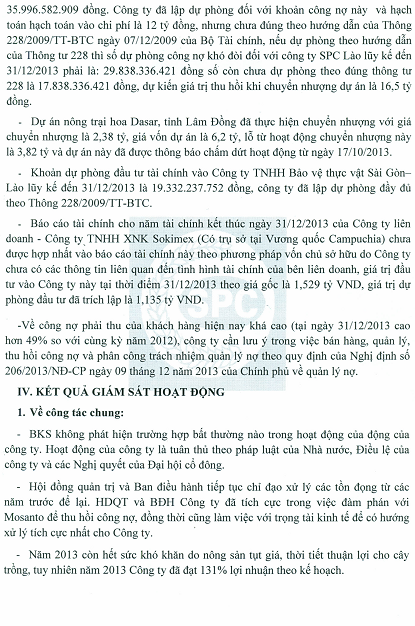 35.996.582.909 đồng. Công ty đã lập dự phòng đối với khoản công nợ này và hạch
toán hạch toán vào chi phí là 12 tỷ đồng, nhưng chưa đúng theo hướng dẫn của Thông
228/2009/TT-BTC ngày 07/12/2009 của Bộ Tài chính, nếu dự phòng theo hướng dẫn
của Thông tư 228 thì số dự phòng công nợ khó đòi đối với công ty SPC Lào lũy kế đến
31/12/2013 phải là: 29.838.336.421 đồng số còn chưa dự phòng theo đúng thông tư
228 là 17.838.336.421 đồng, dự kiến giá trị thu hồi khi chuyển nhượng dự án là 16,5 tỷ
đồng.
- Dự án nông trại hoa Dasar, tỉnh Lâm Đồng đã thực hiện chuyển nhượng với giá
chuyển nhượng là 2,38 tỷ, giá vốn dự án là 6,2 tỷ, lỗ từ hoạt động chuyển nhượng này
là 3,82 tỷ và dự án này đã được thông báo chấm dứt hoạt động từ ngày 17/10/2013.
- Khoản dự phòng đầu tư tài chính vào Công ty TNHH Bảo vệ thực vật Sài Gòn–
Lào lũy kế đến 31/12/2013 là 19.332.237.752 đồng, công ty đã lập dự phòng đầy đủ
theo Thông 228/2009/TT-BTC.
- Báo cáo tài chính cho năm tài chính kết thúc ngày 31/12/2013 của Công ty liên
doanh - Công ty TNHH XNK Sokimex (Có trụ sở tại Vương quốc Campuchia) chưa
được hợp nhất vào báo cáo tài chính này theo phương pháp vốn chủ sở hữu do Công ty
chưa có các thông tin liên quan đến tình hình tài chính của bên liên doanh, giá trị đầu
tư vào Công ty này tại thời điểm 31/12/2013 theo giá gốc là 1,529 tỷ VND, giá trị dự
phòng đầu tư đã trích lập là 1,135 tỷ VND.
-Về công nợ phải thu của khách hàng hiện nay khá cao (tại ngày 31/12/2013 cao
hơn 49% so với cùng kỳ năm 2012), công ty cần lưu ý trong việc bán hàng, quản lý,
thu hồi công nợ và phân công trách nhiệm quản lý nợ theo quy định của Nghị định số
206/2013/NĐ-CP ngày 09 tháng 12 năm 2013 của Chính phủ về quản lý nợ.
IV. KẾT QUẢ GIÁM SÁT HOẠT ĐỘNG
1. Về công tác chung:
- BKS không phát hiện trường hợp bất thường nào trong hoạt động của động của
công ty. Hoạt động của công ty là tuân thủ theo pháp luật của Nhà nước, Điều lệ của
công ty và các Nghị quyết của Đại hội cổ đông.
- Hội đồng quản trị và Ban điều hành tiếp tục chỉ đạo xử lý các tồn đọng từ các
năm trước để lại. HDQT và BĐH Công ty đã tích cực trong việc đàm phán với
Mosanto để thu hồi công nợ, đồng thời cũng làm việc với trọng tài kinh tế để có hướng
xử lý tích cực nhất cho Công ty.
- Năm 2013 còn hết sức khó khăn do nông sản tụt giá, thời tiết thuận lợi cho cây
trồng, tuy nhiên năm 2013 Công ty đã đạt 131% lợi nhuận theo kế hoạch.
SPC